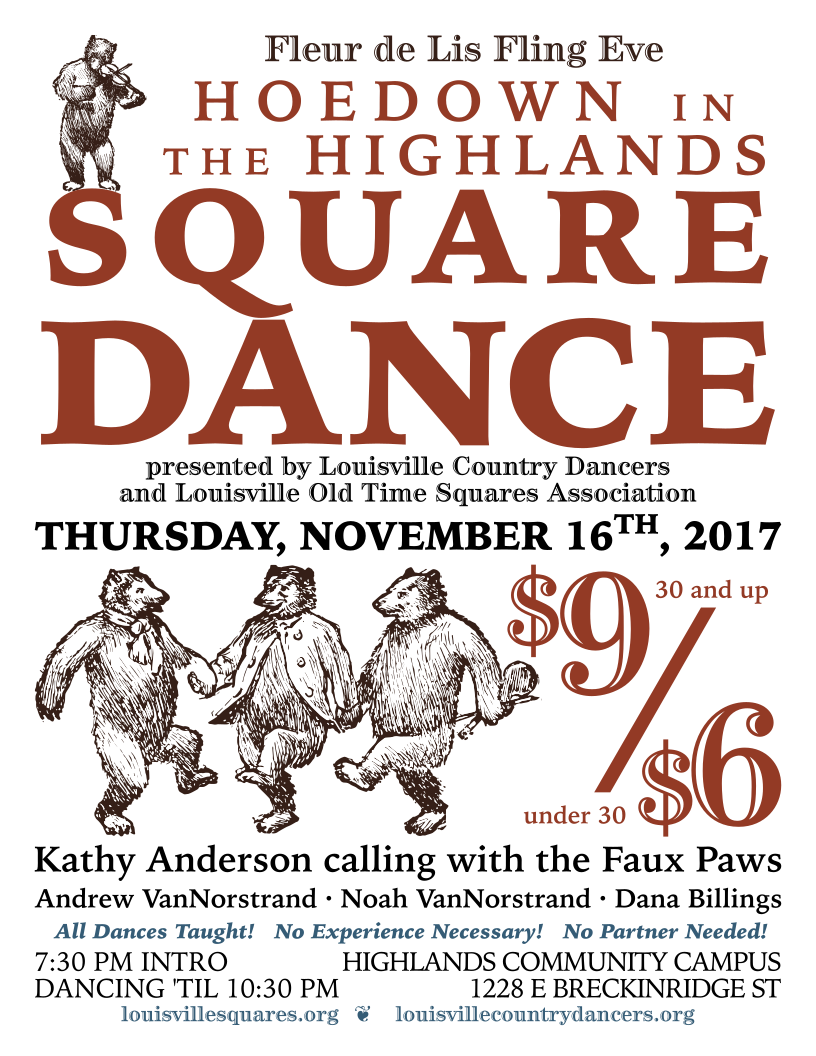 Fleur de Lis Fling Eve
HOEDOWN IN
THE HIGHLANDS
SQUARE
DANCE
presented by Louisville Country Dancers
and Louisville Old Time Squares Association
THURSDAY, NOVEMBER 16TH, 2017
$9 30 and up
/
under 30 $6
Kathy Anderson calling with the Faux Paws
Andrew VanNorstrand · Noah VanNorstrand · Dana Billings
All Dances Taught! No Experience Necessary! No Partner Needed!
7:30 PM INTRO HIGHLANDS COMMUNITY CAMPUS
DANCING 'TIL 10:30 PM 1228 E BRECKINRIDGE ST
louisvillesquares.org ❦ louisvillecountrydancers.org